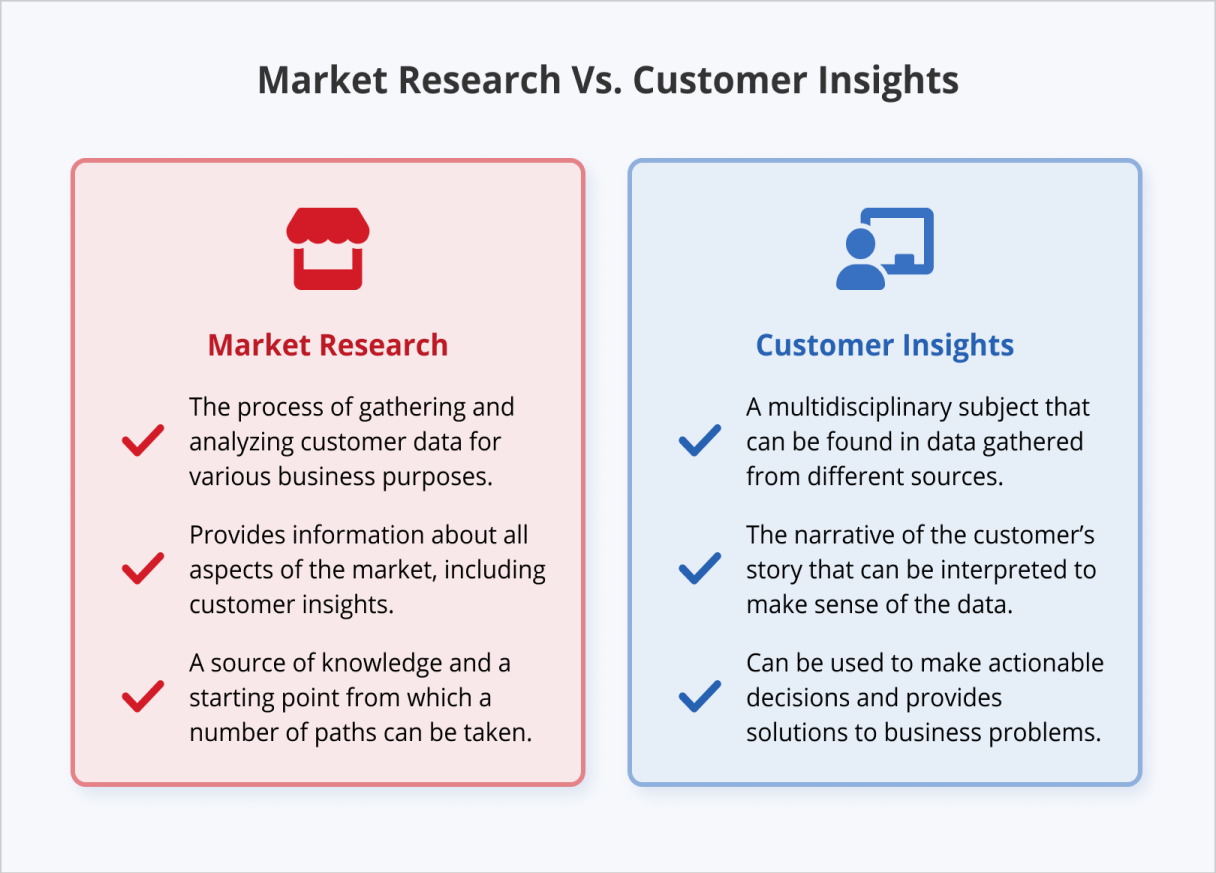 Market Research Vs. Customer Insights
Market Research
The process of gathering and
analyzing customer data for
various business purposes.
Provides information about all
aspects of the market, including
customer insights.
A source of knowledge and a
starting point from which a
number of paths can be taken.
Customer Insights
A multidisciplinary subject that
can be found in data gathered
from different sources.
The narrative of the customer’s
story that can be interpreted to
make sense of the data.
Can be used to make actionable
decisions and provides
solutions to business problems.